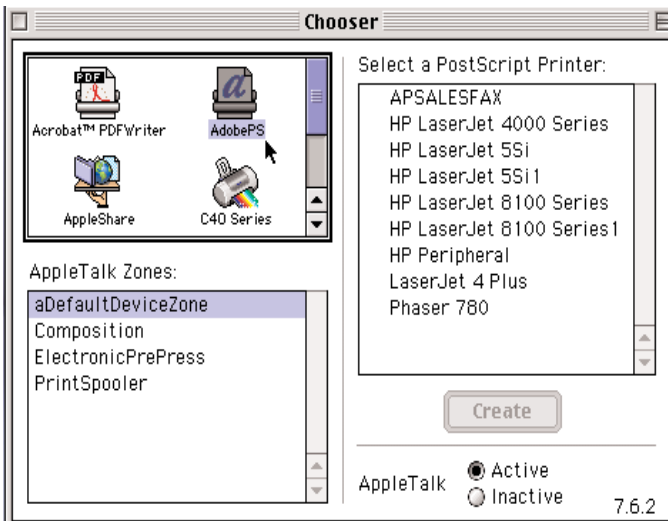 Chooser
PDF
a
Acrobat™ PDFWriter
AdobePS
AppleShare
C40 Series
AppleTalk Zones:
aDefaultDeviceZone
Composition
ElectronicPrePress
PrintSpooler
Select a PostScript Printer:
APSALESFAX
HP LaserJet 4000 Series
HP LaserJet 5Si
HP LaserJet 5Si1
HP LaserJet 8100 Series
HP LaserJet 8100 Series1
HP Peripheral
LaserJet 4 Plus
Phaser 780
Create
AppleTalk
Active
Inactive
7.6.2